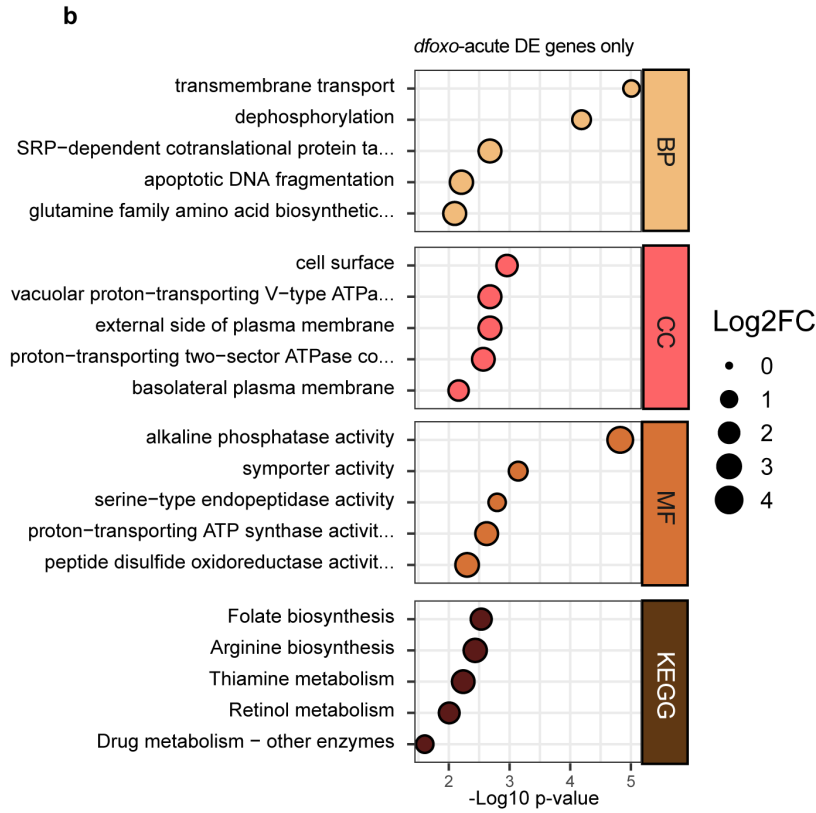 b
dfoxo-acute DE genes only
transmembrane transport
dephosphorylation
SRP−dependent cotranslational protein ta...
apoptotic DNA fragmentation
glutamine family amino acid biosynthetic...
BP
cell surface
vacuolar proton−transporting V−type ATPa...
external side of plasma membrane
proton−transporting two−sector ATPase co...
basolateral plasma membrane
CC
alkaline phosphatase activity
symporter activity
serine−type endopeptidase activity
proton−transporting ATP synthase activit...
peptide disulfide oxidoreductase activit...
MF
Folate biosynthesis
Arginine biosynthesis
Thiamine metabolism
Retinol metabolism
Drug metabolism − other enzymes
KEGG
2 3 4 5
-Log10 p-value
Log2FC
0
1
2
3
4